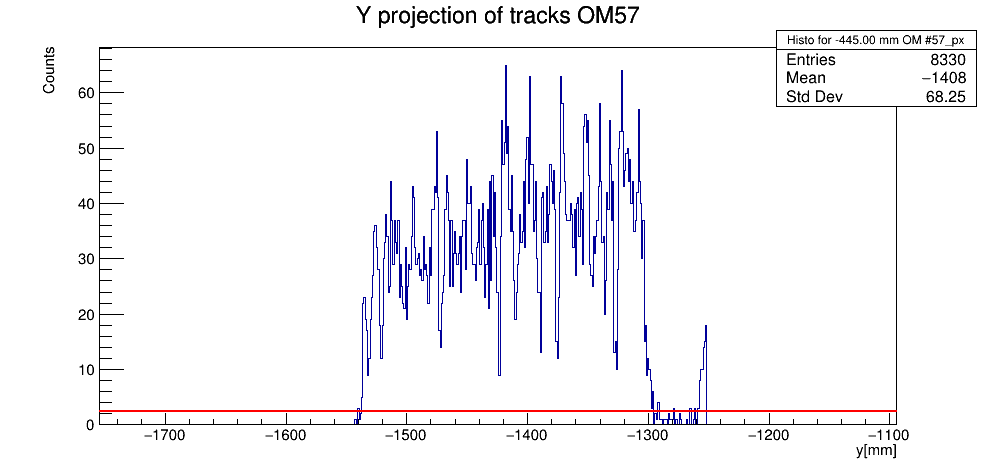 Y projection of tracks OM57
Histo for -445.00 mm OM #57_px
Entries 8330
Mean −1408
Std Dev 68.25
Counts
60
50
40
30
20
10
0
−1700 −1600 −1500 −1400 −1300 −1200 −1100
y[mm]